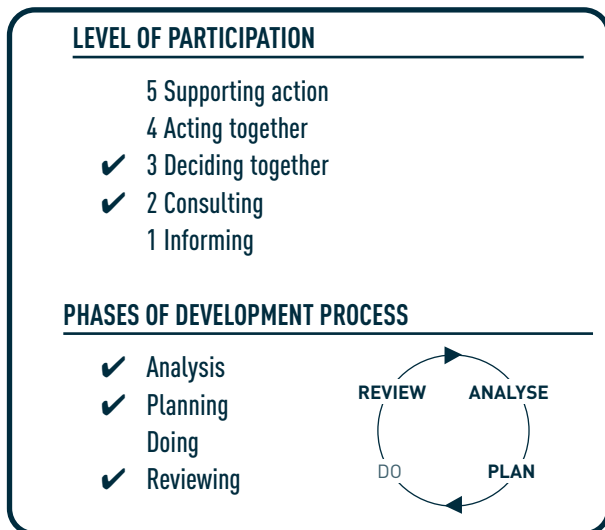 LEVEL OF PARTICIPATION
5 Supporting action
4 Acting together
✔ 3 Deciding together
✔ 2 Consulting
1 Informing
PHASES OF DEVELOPMENT PROCESS
✔ Analysis
✔ Planning
Doing
✔ Reviewing
REVIEW ANALYSE
DO PLAN